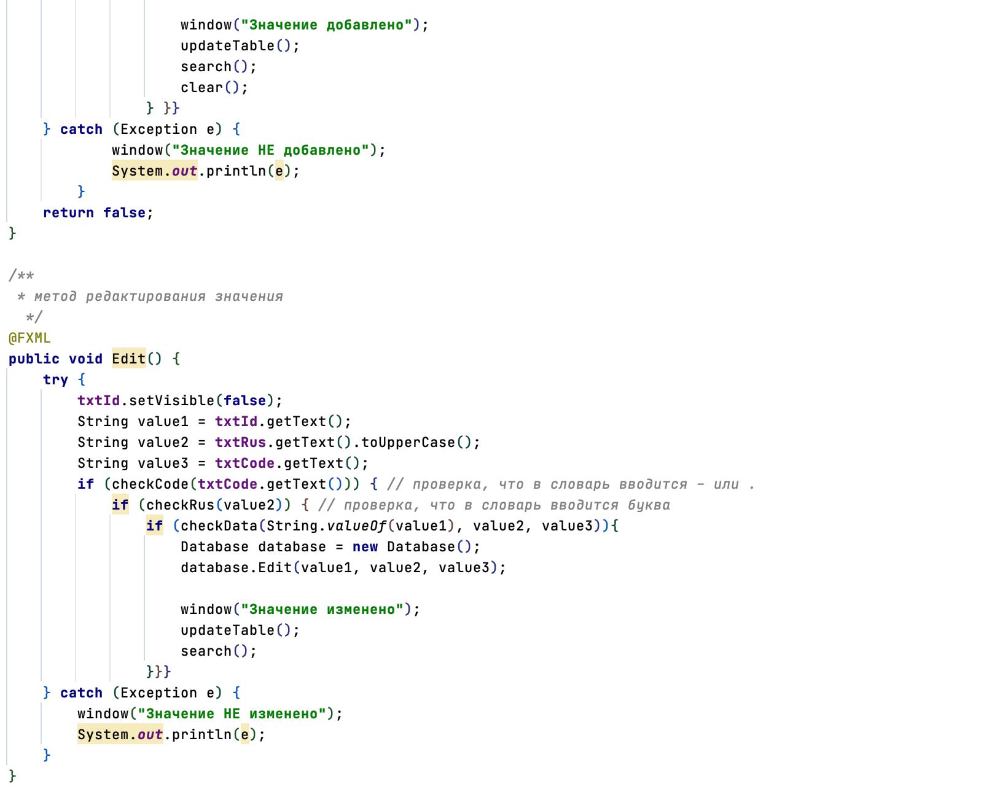 window("Значение добавлено");
updateTable();
search();
clear();
} }}
} catch (Exception e) {
window("Значение НЕ добавлено");
System.out.println(e);
}
return false;
}
/**
* метод редактирования значения
*/
@FXML
public void Edit() {
try {
txtId.setVisible(false);
String value1 = txtId.getText();
String value2 = txtRus.getText().toUpperCase();
String value3 = txtCode.getText();
if (checkCode(txtCode.getText())) { // проверка, что в словарь вводится - или .
if (checkRus(value2)) { // проверка, что в словарь вводится буква
if (checkData(String.valueOf(value1), value2, value3)){
Database database = new Database();
database.Edit(value1, value2, value3);
window("Значение изменено");
updateTable();
search();
}}}
} catch (Exception e) {
window("Значение НЕ изменено");
System.out.println(e);
}
}